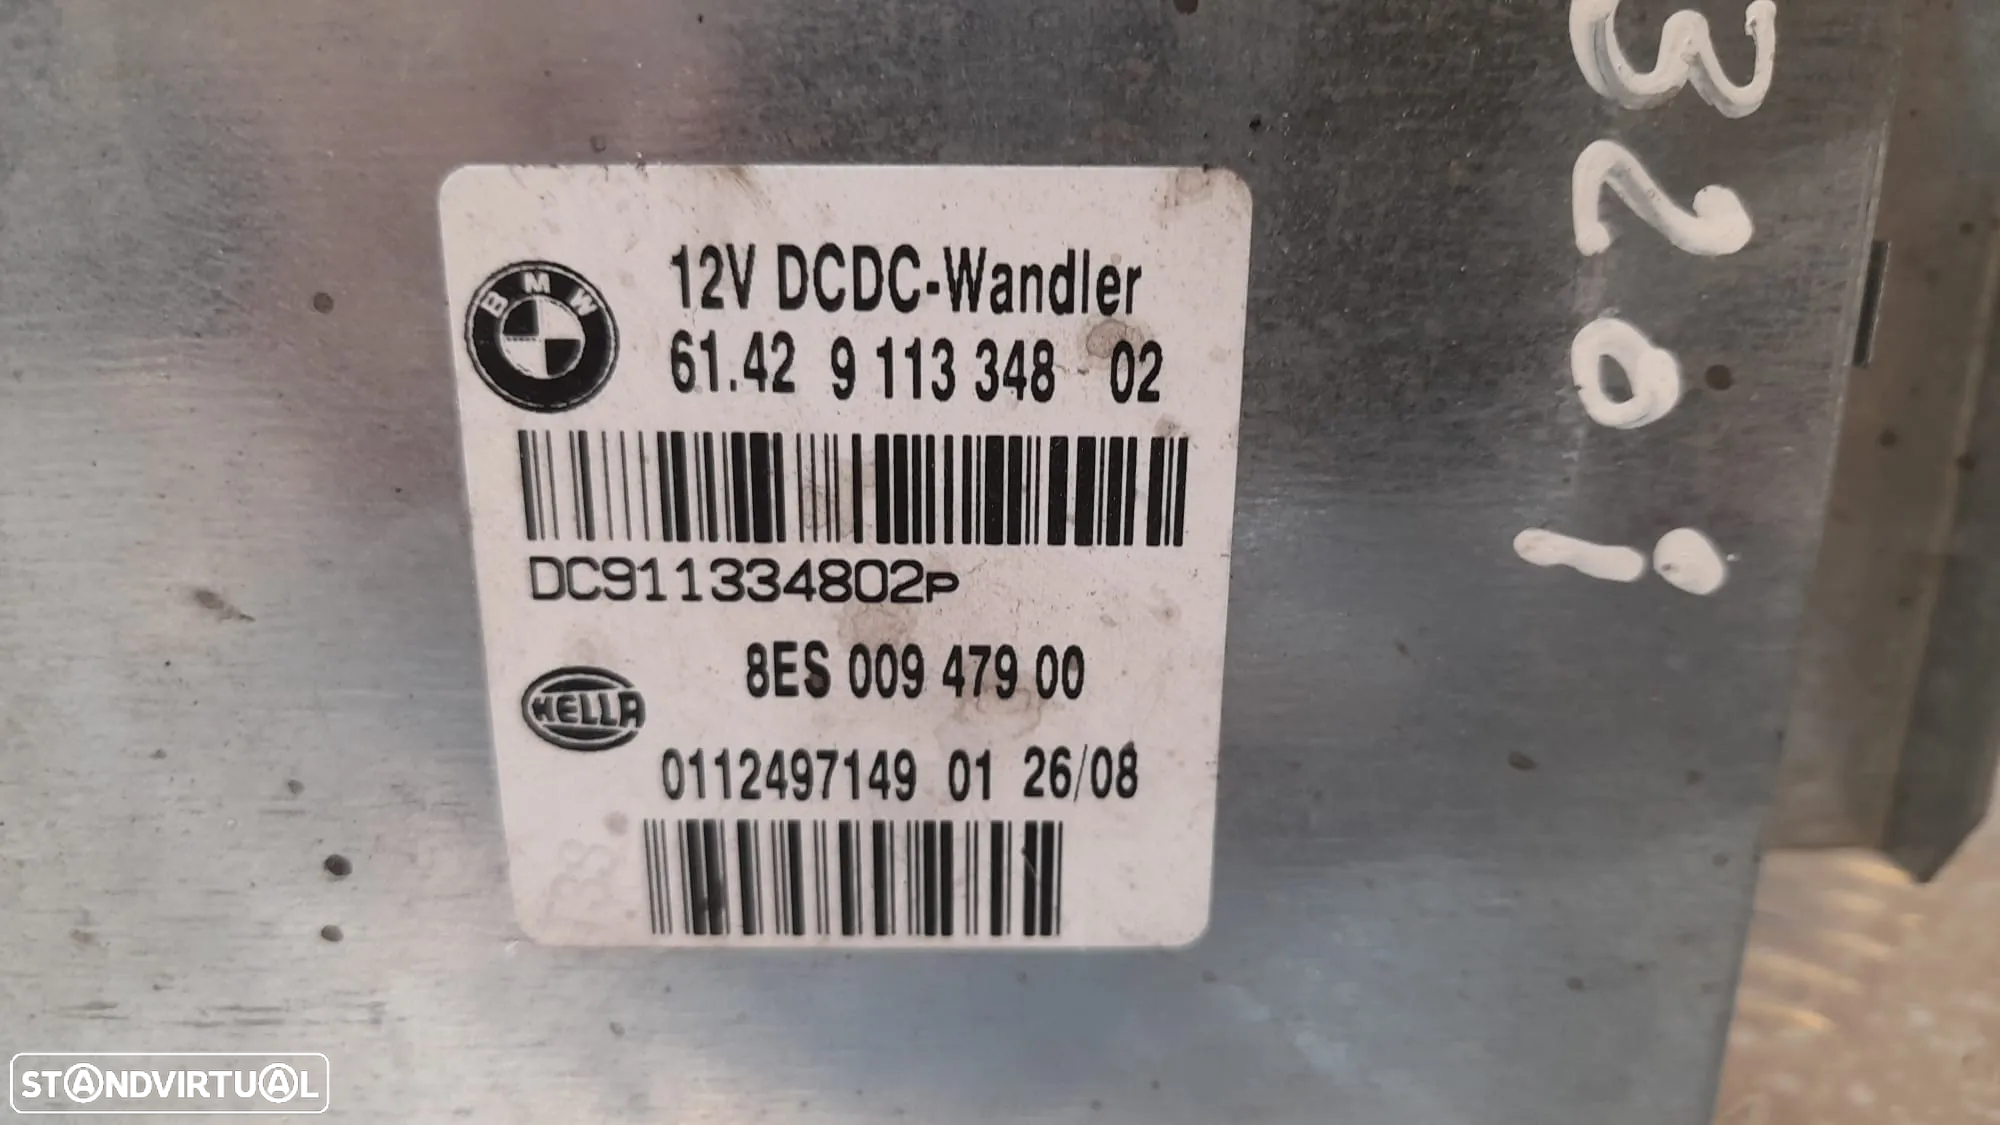 BMW
12V DCDC-Wandler
61.42 9 113 348 02
DC911334802P
8ES 009 479 00
HELLA
0112497149 01 26/08
320i
STANDVIRTUAL